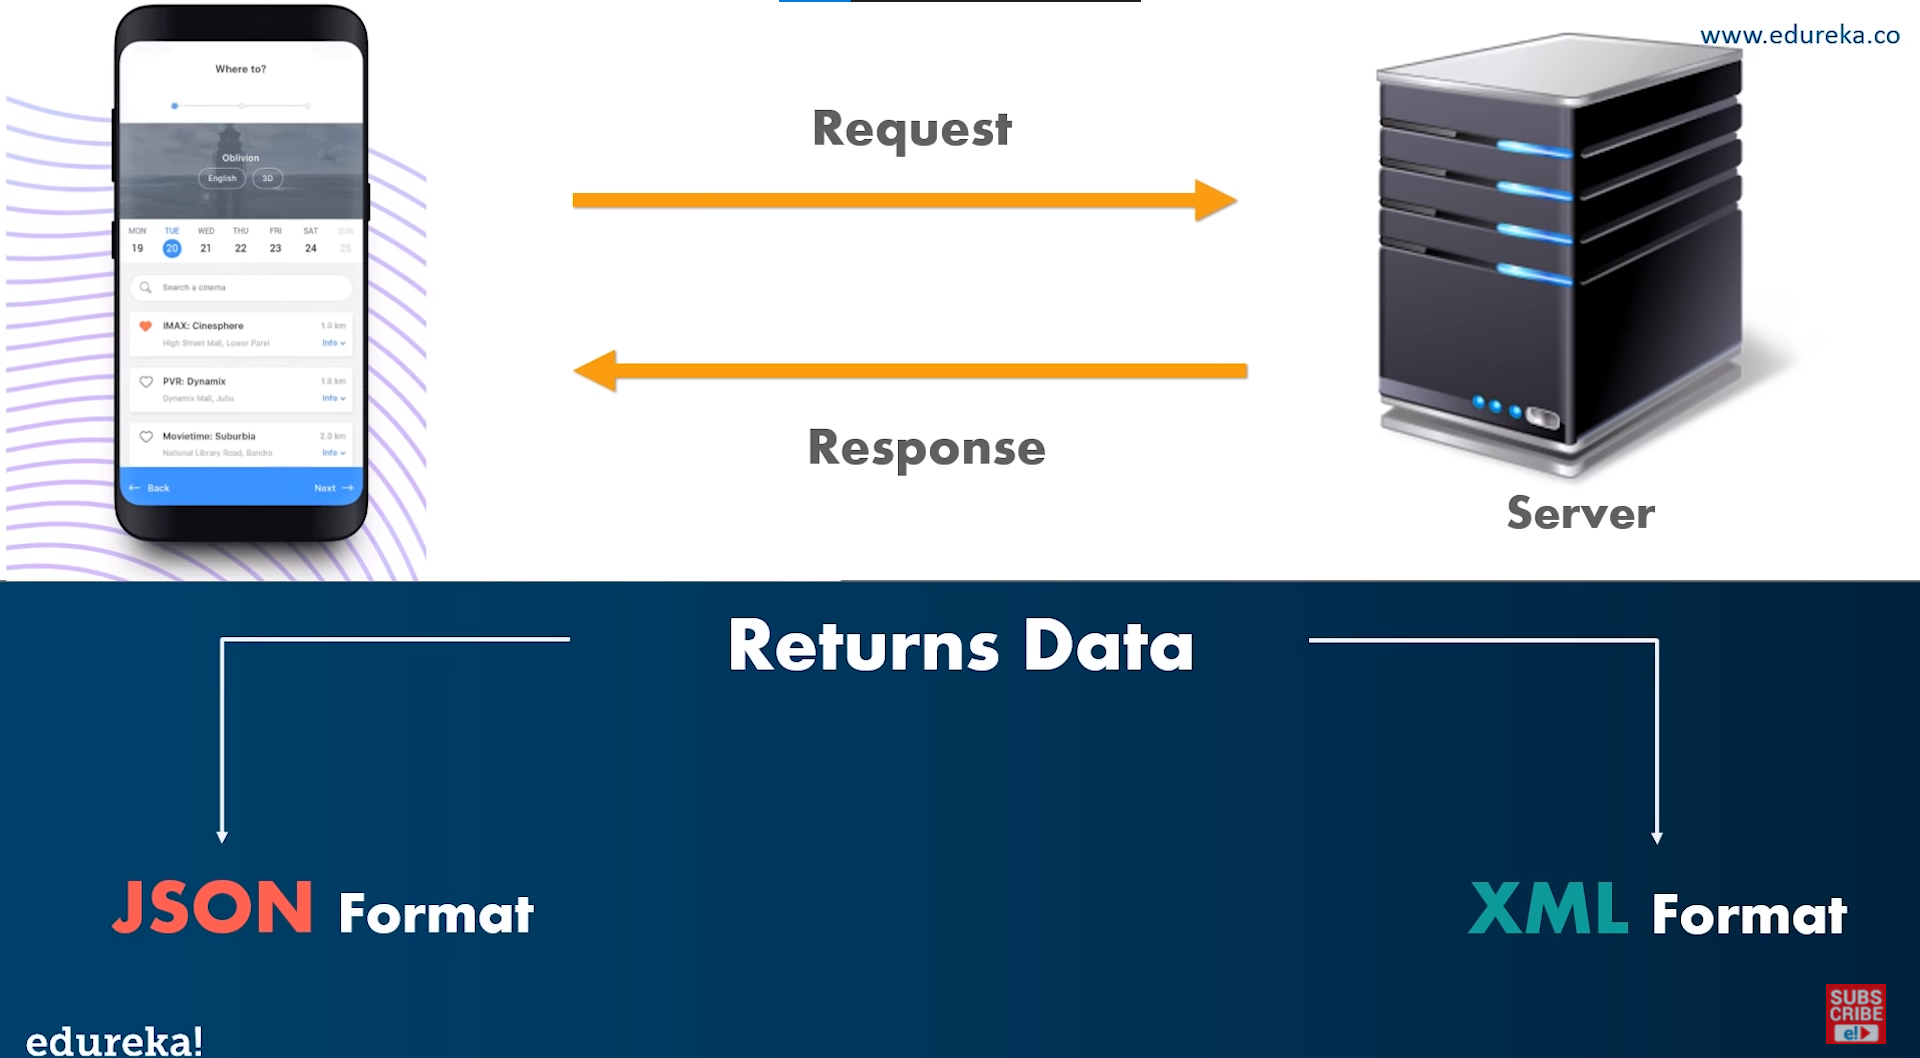 www.edureka.co
Where to?
Oblivion
English 3D
MON TUE WED THU FRI SAT SUN
19 20 21 22 23 24 25
Search a cinema
IMAX: Cinesphere 1.0 km
High Street Mall, Lower Parel Info
PVR: Dynamix 1.8 km
Dynamix Mall, Juhu Info
Movietime: Suburbia 2.0 km
National Library Road, Bandra Info
Back Next
Request
Response
Server
Returns Data
JSON Format
XML Format
edureka!
SUBS
CRIBE
e!